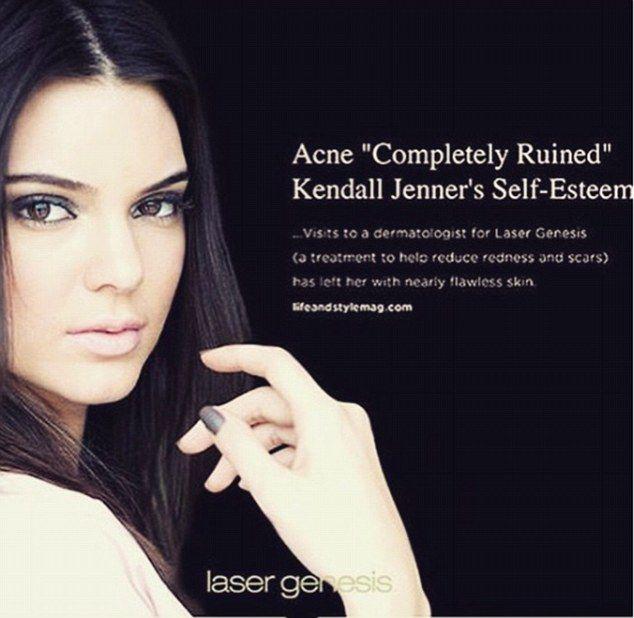 Acne "Completely Ruined"
Kendall Jenner's Self-Esteem
...Visits to a dermatologist for Laser Genesis
(a treatment to help reduce redness and scars)
has left her with nearly flawless skin.
lifeandstylemag.com
laser genesis